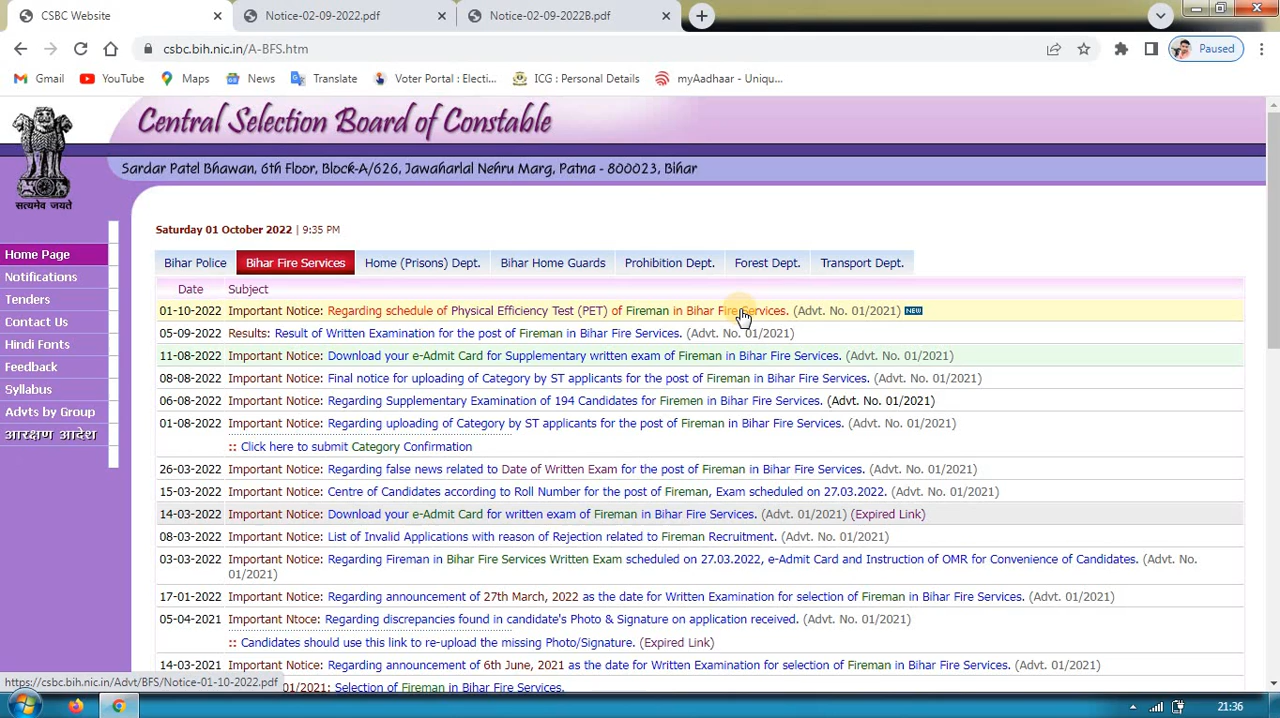 CSBC Website
Notice-02-09-2022.pdf
Notice-02-09-2022B.pdf
csbc.bih.nic.in/A-BFS.htm
Paused
Gmail
YouTube
Maps
News
Translate
Voter Portal : Electi...
ICG : Personal Details
myAadhaar - Uniqu...
Central Selection Board of Constable
Sardar Patel Bhawan, 6th Floor, Block-A/626, Jawaharlal Nehru Marg, Patna - 800023, Bihar
सत्यमेव जयते
Home Page
Notifications
Tenders
Contact Us
Hindi Fonts
Feedback
Syllabus
Advts by Group
आरक्षण आदेश
Saturday 01 October 2022 | 9:35 PM
Bihar Police
Bihar Fire Services
Home (Prisons) Dept.
Bihar Home Guards
Prohibition Dept.
Forest Dept.
Transport Dept.
Date Subject
01-10-2022 Important Notice: Regarding schedule of Physical Efficiency Test (PET) of Fireman in Bihar Fire Services. (Advt. No. 01/2021) NEW
05-09-2022 Results: Result of Written Examination for the post of Fireman in Bihar Fire Services. (Advt. No. 01/2021)
11-08-2022 Important Notice: Download your e-Admit Card for Supplementary written exam of Fireman in Bihar Fire Services. (Advt. No. 01/2021)
08-08-2022 Important Notice: Final notice for uploading of Category by ST applicants for the post of Fireman in Bihar Fire Services. (Advt. No. 01/2021)
06-08-2022 Important Notice: Regarding Supplementary Examination of 194 Candidates for Firemen in Bihar Fire Services. (Advt. No. 01/2021)
01-08-2022 Important Notice: Regarding uploading of Category by ST applicants for the post of Fireman in Bihar Fire Services. (Advt. No. 01/2021)
:: Click here to submit Category Confirmation
26-03-2022 Important Notice: Regarding false news related to Date of Written Exam for the post of Fireman in Bihar Fire Services. (Advt. No. 01/2021)
15-03-2022 Important Notice: Centre of Candidates according to Roll Number for the post of Fireman, Exam scheduled on 27.03.2022. (Advt. No. 01/2021)
14-03-2022 Important Notice: Download your e-Admit Card for written exam of Fireman in Bihar Fire Services. (Advt. 01/2021) (Expired Link)
08-03-2022 Important Notice: List of Invalid Applications with reason of Rejection related to Fireman Recruitment. (Advt. No. 01/2021)
03-03-2022 Important Notice: Regarding Fireman in Bihar Fire Services Written Exam scheduled on 27.03.2022, e-Admit Card and Instruction of OMR for Convenience of Candidates. (Advt. No.
01/2021)
17-01-2022 Important Notice: Regarding announcement of 27th March, 2022 as the date for Written Examination for selection of Fireman in Bihar Fire Services. (Advt. No. 01/2021)
05-04-2021 Important Ntoce: Regarding discrepancies found in candidate's Photo & Signature on application received. (Advt. No. 01/2021)
:: Candidates should use this link to re-upload the missing Photo/Signature. (Expired Link)
14-03-2021 Important Notice: Regarding announcement of 6th June, 2021 as the date for Written Examination for selection of Fireman in Bihar Fire Services. (Advt. No. 01/2021)
01/2021: Selection of Fireman in Bihar Fire Services.
https://csbc.bih.nic.in/Advt/BFS/Notice-01-10-2022.pdf
21:36